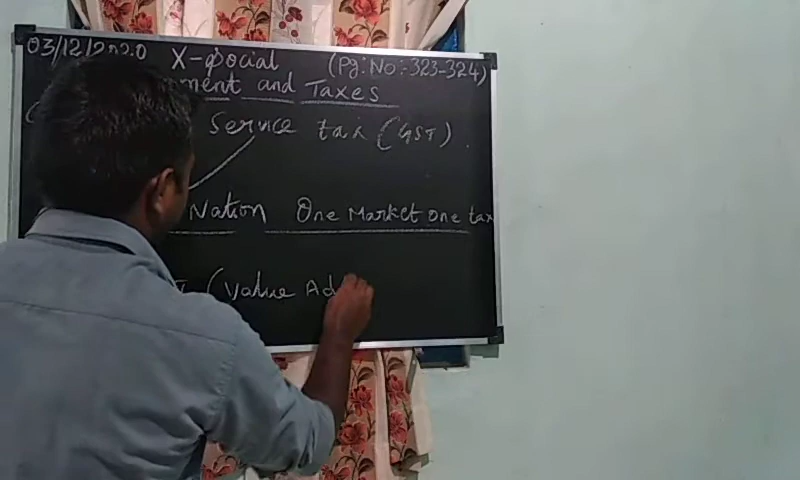 03/12/2020 X-Social (Pg:No:-323-324)
ment and Taxes
Service tax (GST).
Nation One Market One tax
T (Value Ad